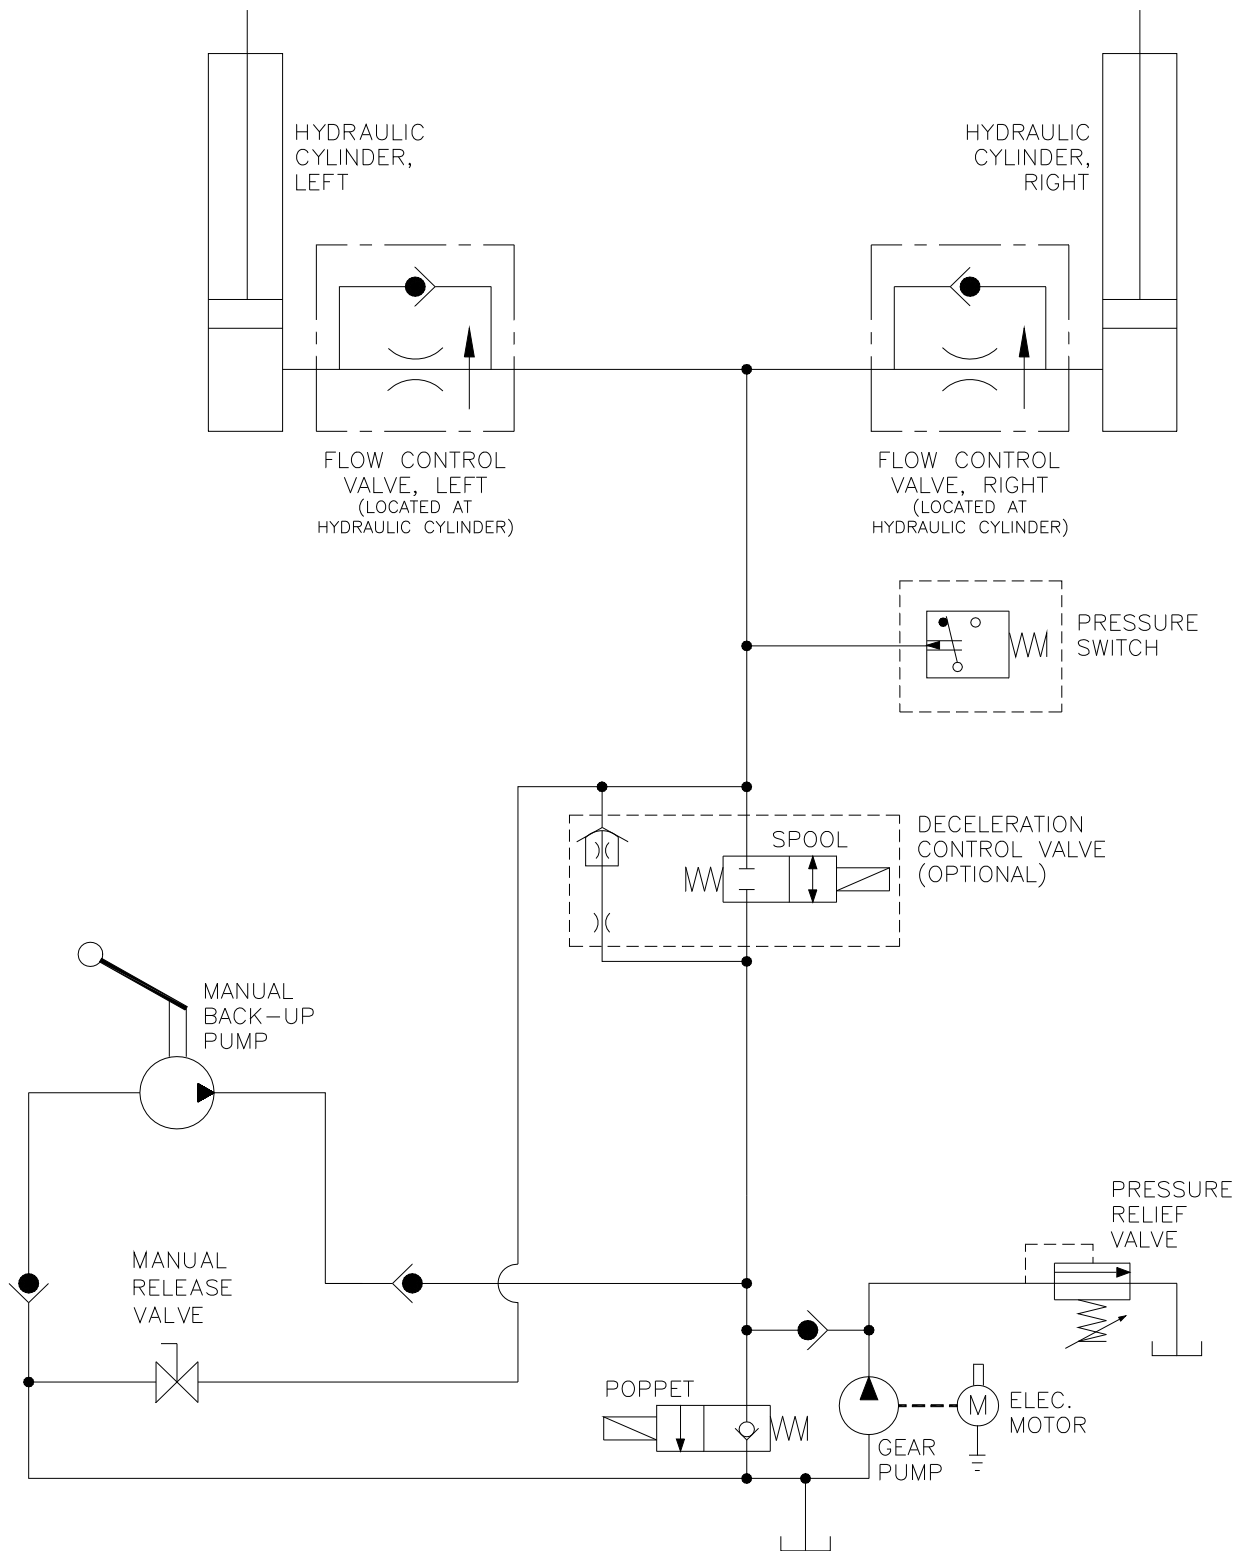 HYDRAULIC
CYLINDER,
LEFT
HYDRAULIC
CYLINDER,
RIGHT
FLOW CONTROL
VALVE, LEFT
(LOCATED AT
HYDRAULIC CYLINDER)
FLOW CONTROL
VALVE, RIGHT
(LOCATED AT
HYDRAULIC CYLINDER)
PRESSURE
SWITCH
SPOOL
DECELERATION
CONTROL VALVE
(OPTIONAL)
MANUAL
BACK-UP
PUMP
PRESSURE
RELIEF
VALVE
MANUAL
RELEASE
VALVE
POPPET
M
ELEC.
MOTOR
GEAR
PUMP